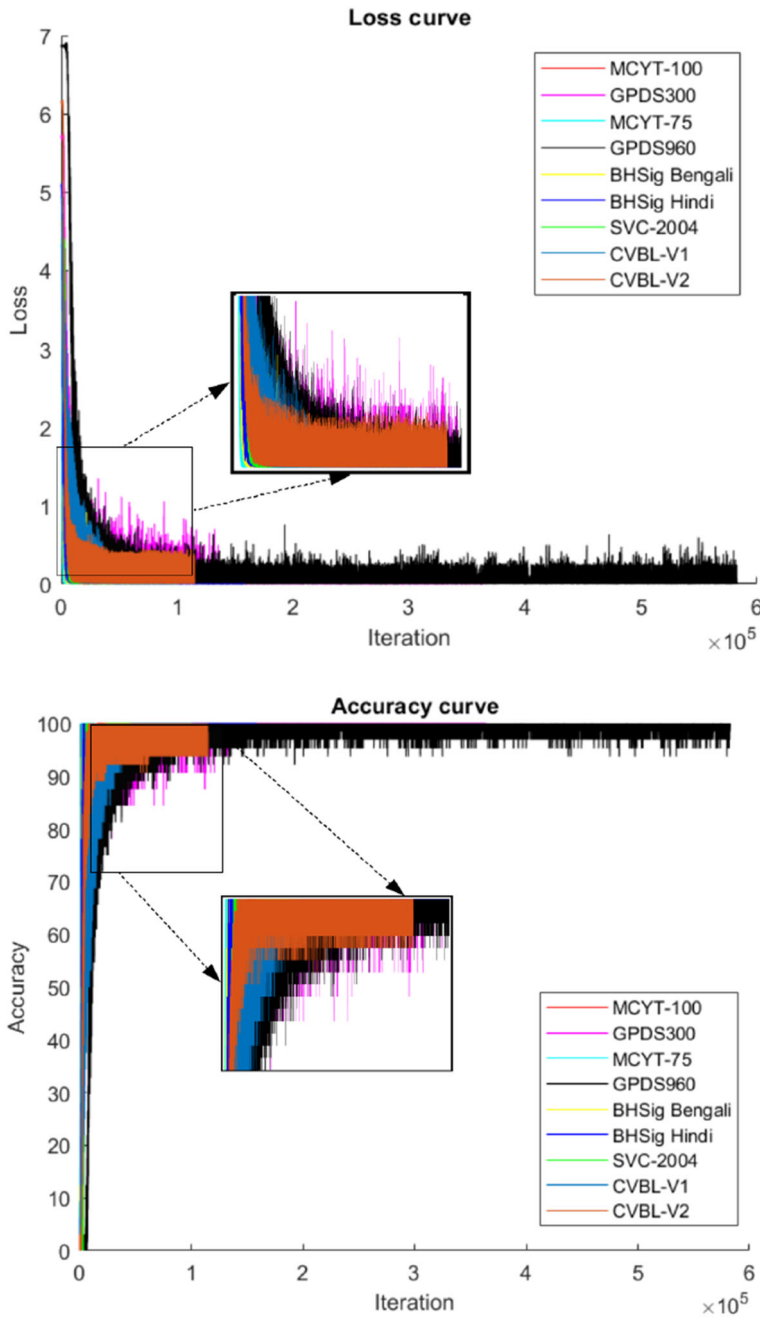 Loss curve
7
6
5
4
3
2
1
0
Loss
0 1 2 3 4 5 6
Iteration
×10^5
MCYT-100
GPDS300
MCYT-75
GPDS960
BHSig Bengali
BHSig Hindi
SVC-2004
CVBL-V1
CVBL-V2
Accuracy curve
100
90
80
70
60
50
40
30
20
10
0
Accuracy
0 1 2 3 4 5 6
Iteration
×10^5
MCYT-100
GPDS300
MCYT-75
GPDS960
BHSig Bengali
BHSig Hindi
SVC-2004
CVBL-V1
CVBL-V2